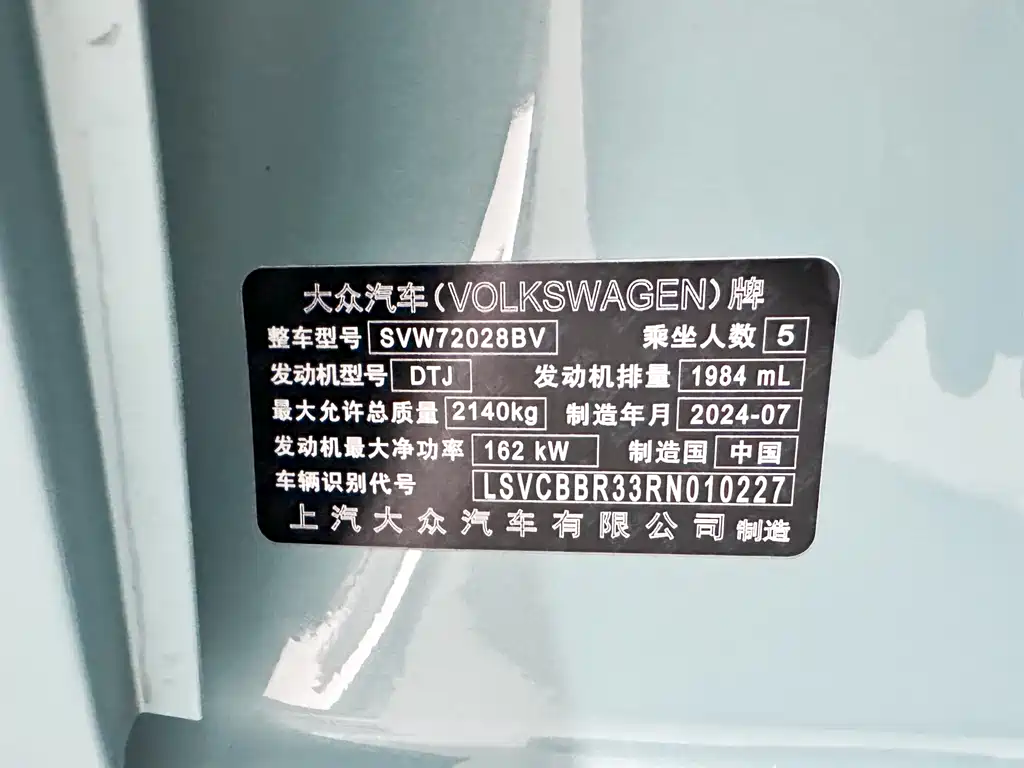 大众汽车(VOLKSWAGEN)牌
整车型号 SVW72028BV 乘坐人数 5
发动机型号 DTJ 发动机排量 1984 mL
最大允许总质量 2140kg 制造年月 2024-07
发动机最大净功率 162 kW 制造国 中国
车辆识别代号 LSVCBBR33RN010227
上汽大众汽车有限公司 制造